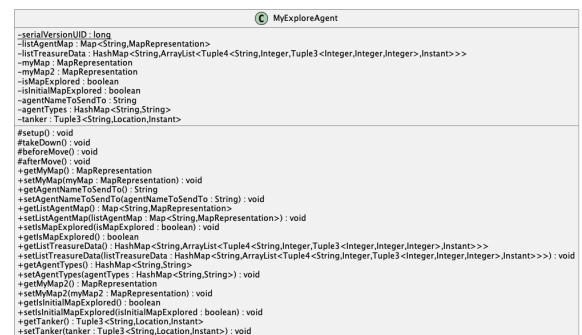 C MyExploreAgent
-serialVersionUID : long
-listAgentMap : Map<String,MapRepresentation>
-listTreasureData : HashMap<String,ArrayList<Tuple4<String,Integer,Tuple3<Integer,Integer,Integer>,Instant>>>
-myMap : MapRepresentation
-myMap2 : MapRepresentation
-isMapExplored : boolean
-isInitialMapExplored : boolean
-agentNameToSendTo : String
-agentTypes : HashMap<String,String>
-tanker : Tuple3<String,Location,Instant>
#setup() : void
#takeDown() : void
#beforeMove() : void
#afterMove() : void
+getMyMap() : MapRepresentation
+setMyMap(myMap : MapRepresentation) : void
+getAgentNameToSendTo() : String
+setAgentNameToSendTo(agentNameToSendTo : String) : void
+getListAgentMap() : Map<String,MapRepresentation>
+setListAgentMap(listAgentMap : Map<String,MapRepresentation>) : void
+setIsMapExplored(isMapExplored : boolean) : void
+getIsMapExplored() : boolean
+getListTreasureData() : HashMap<String,ArrayList<Tuple4<String,Integer,Tuple3<Integer,Integer,Integer>,Instant>>>
+setListTreasureData(listTreasureData : HashMap<String,ArrayList<Tuple4<String,Integer,Tuple3<Integer,Integer,Integer>,Instant>>>) : void
+getAgentTypes() : HashMap<String,String>
+setAgentTypes(agentTypes : HashMap<String,String>) : void
+getMyMap2() : MapRepresentation
+setMyMap2(myMap2 : MapRepresentation) : void
+getIsInitialMapExplored() : boolean
+setIsInitialMapExplored(isInitialMapExplored : boolean) : void
+getTanker() : Tuple3<String,Location,Instant>
+setTanker(tanker : Tuple3<String,Location,Instant>) : void